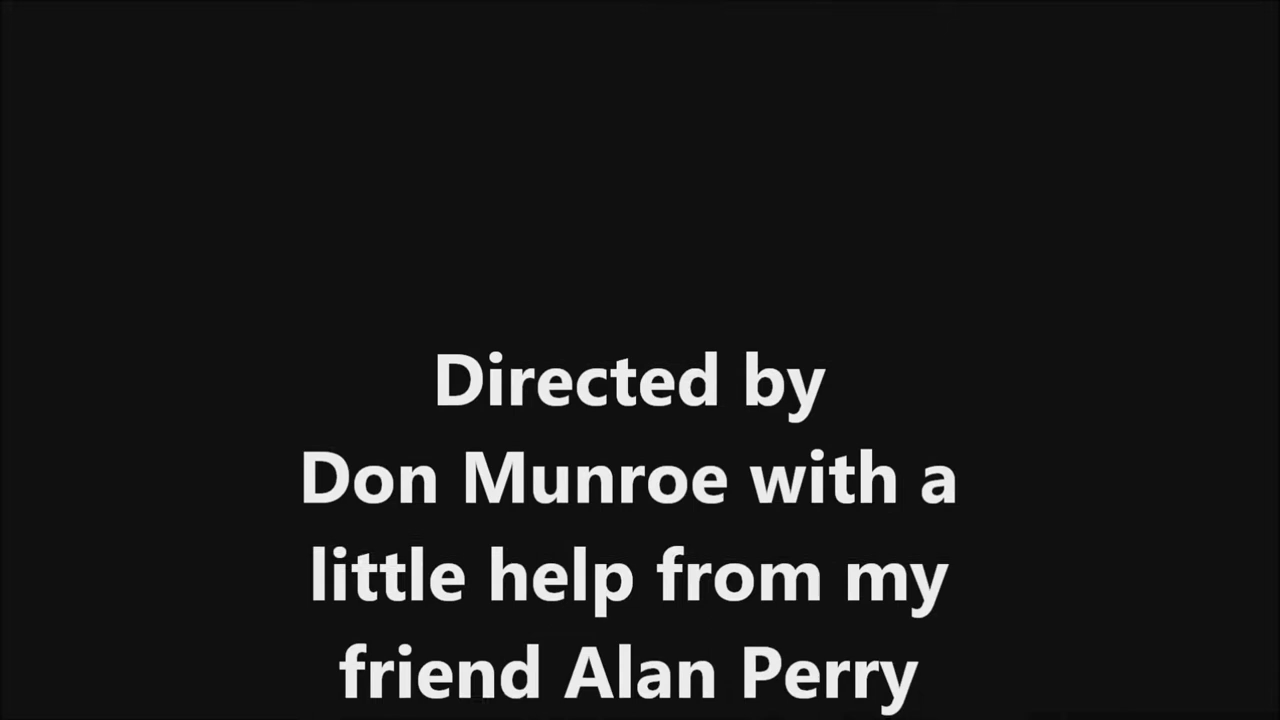 Directed by
Don Munroe with a
little help from my
friend Alan Perry